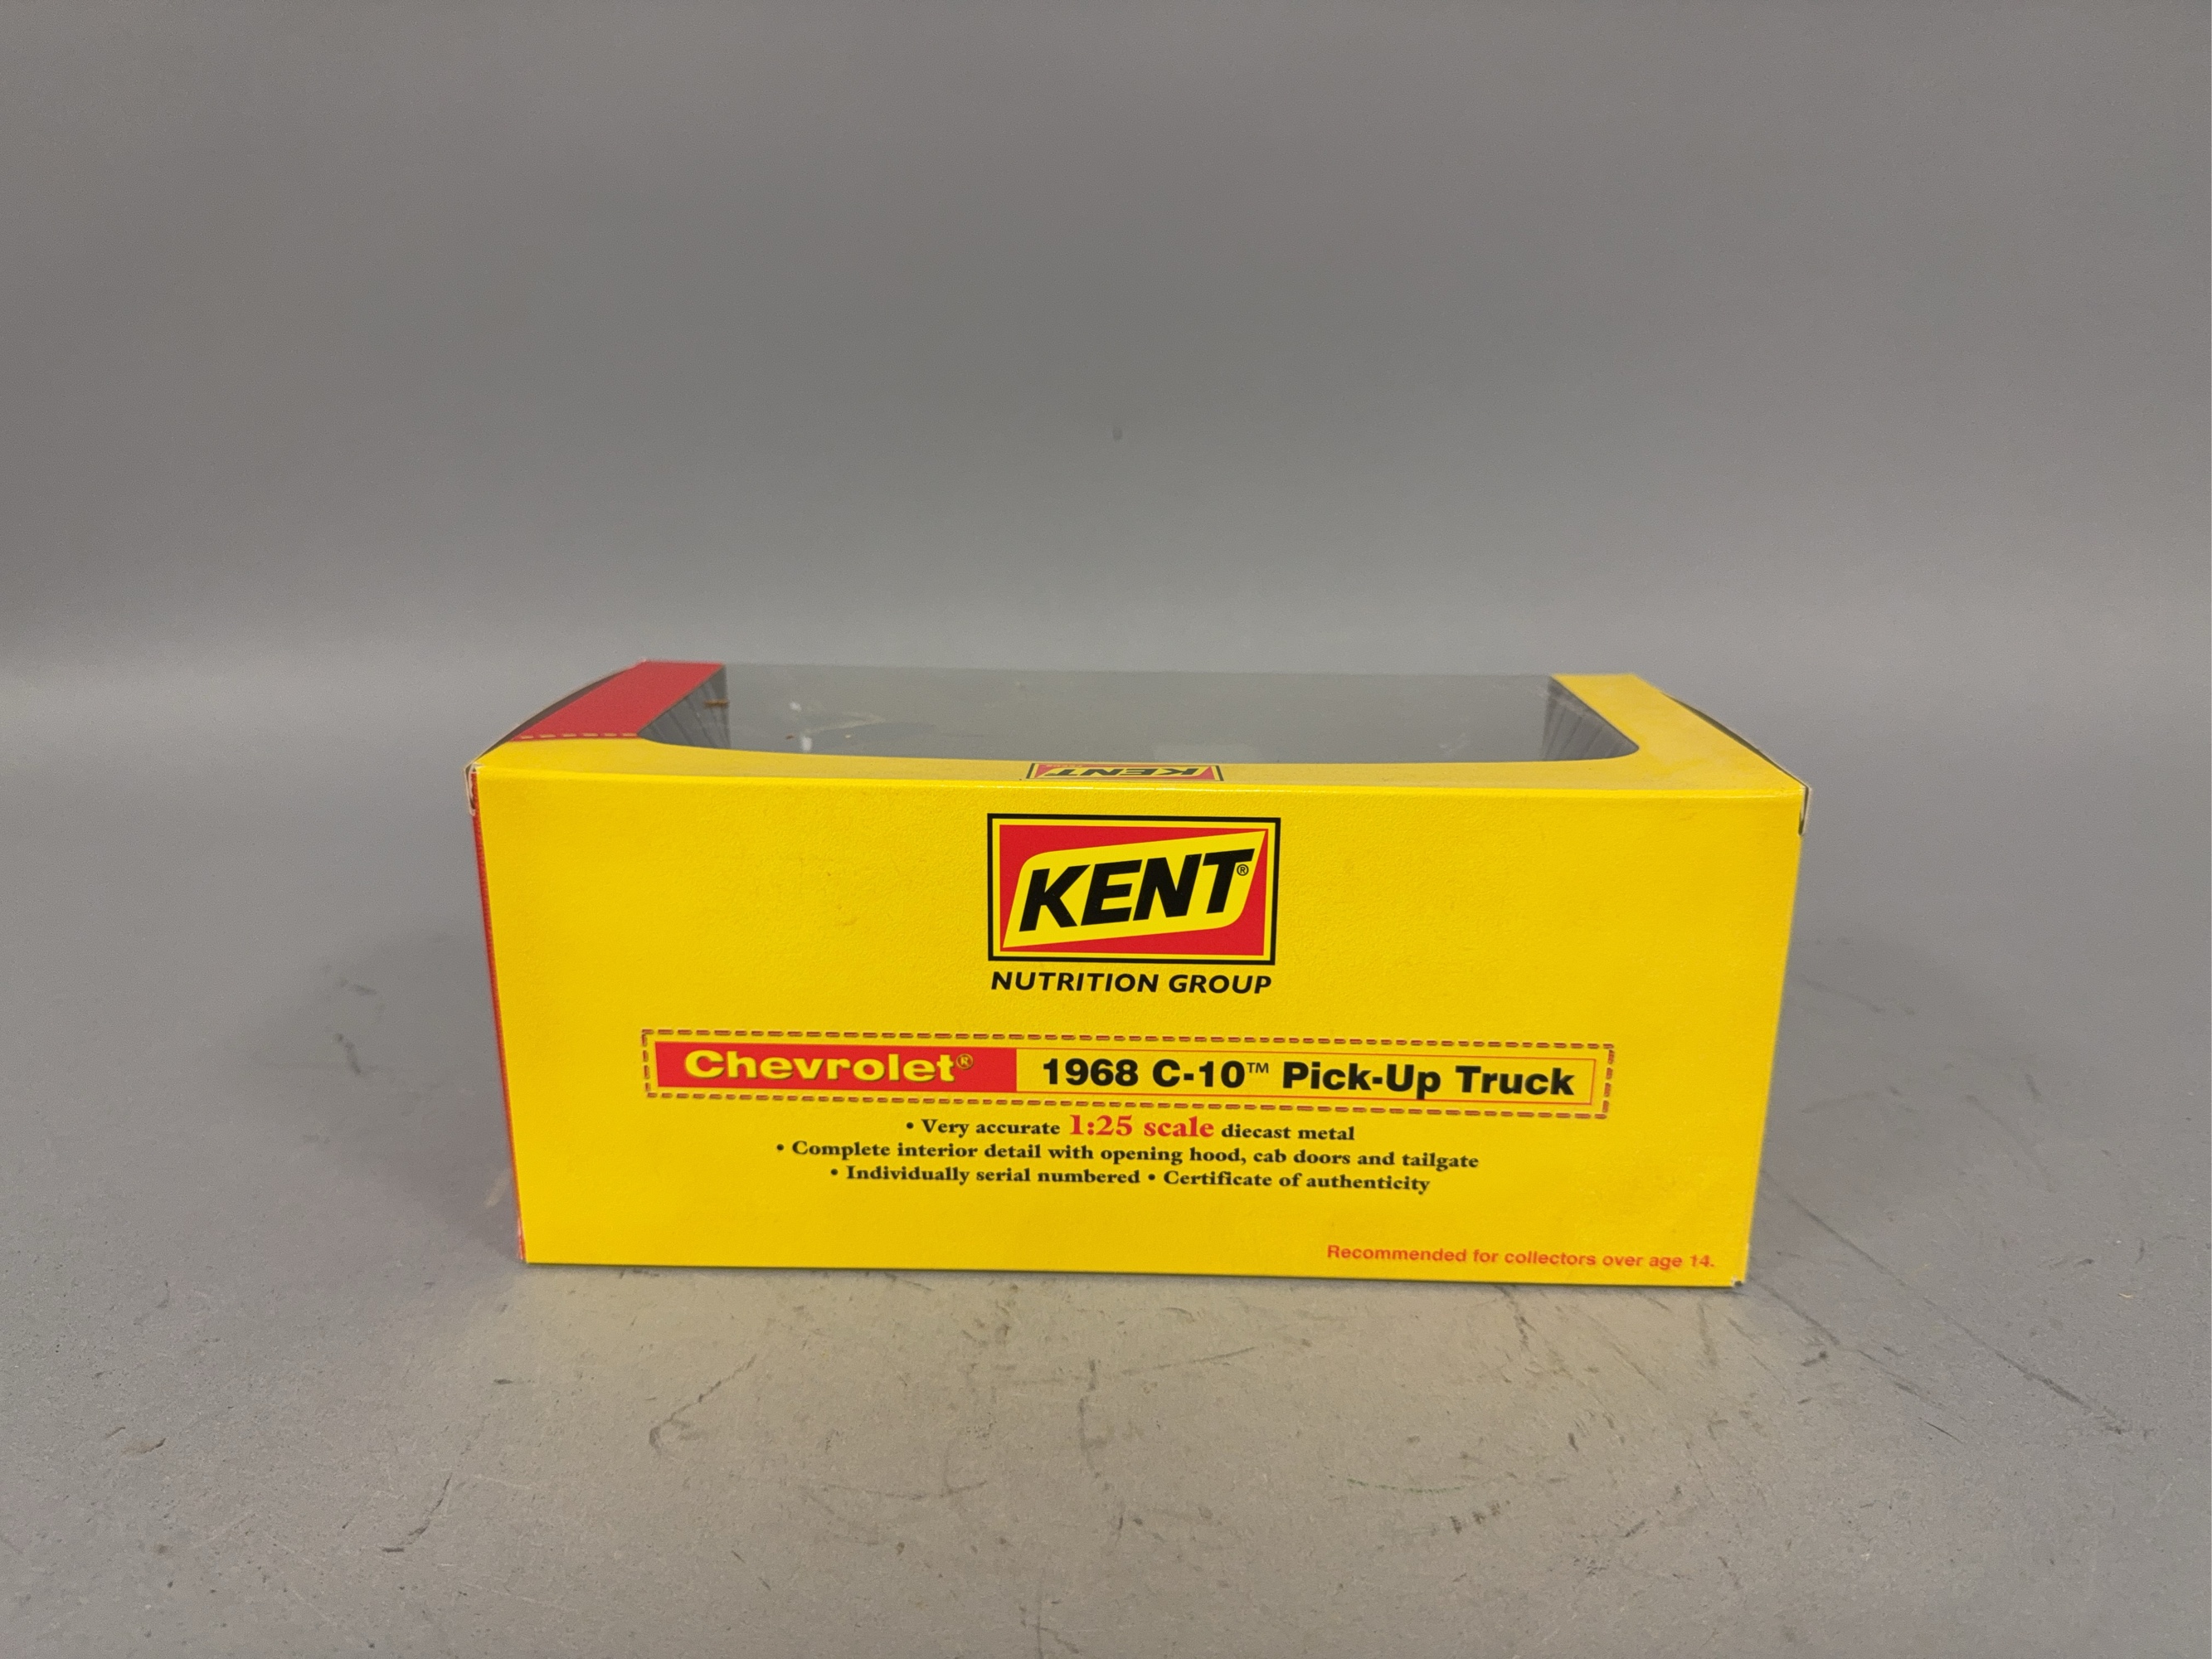 KENT
KENT®
NUTRITION GROUP
Chevrolet® 1968 C-10™ Pick-Up Truck
• Very accurate 1:25 scale diecast metal
• Complete interior detail with opening hood, cab doors and tailgate
• Individually serial numbered • Certificate of authenticity
Recommended for collectors over age 14.